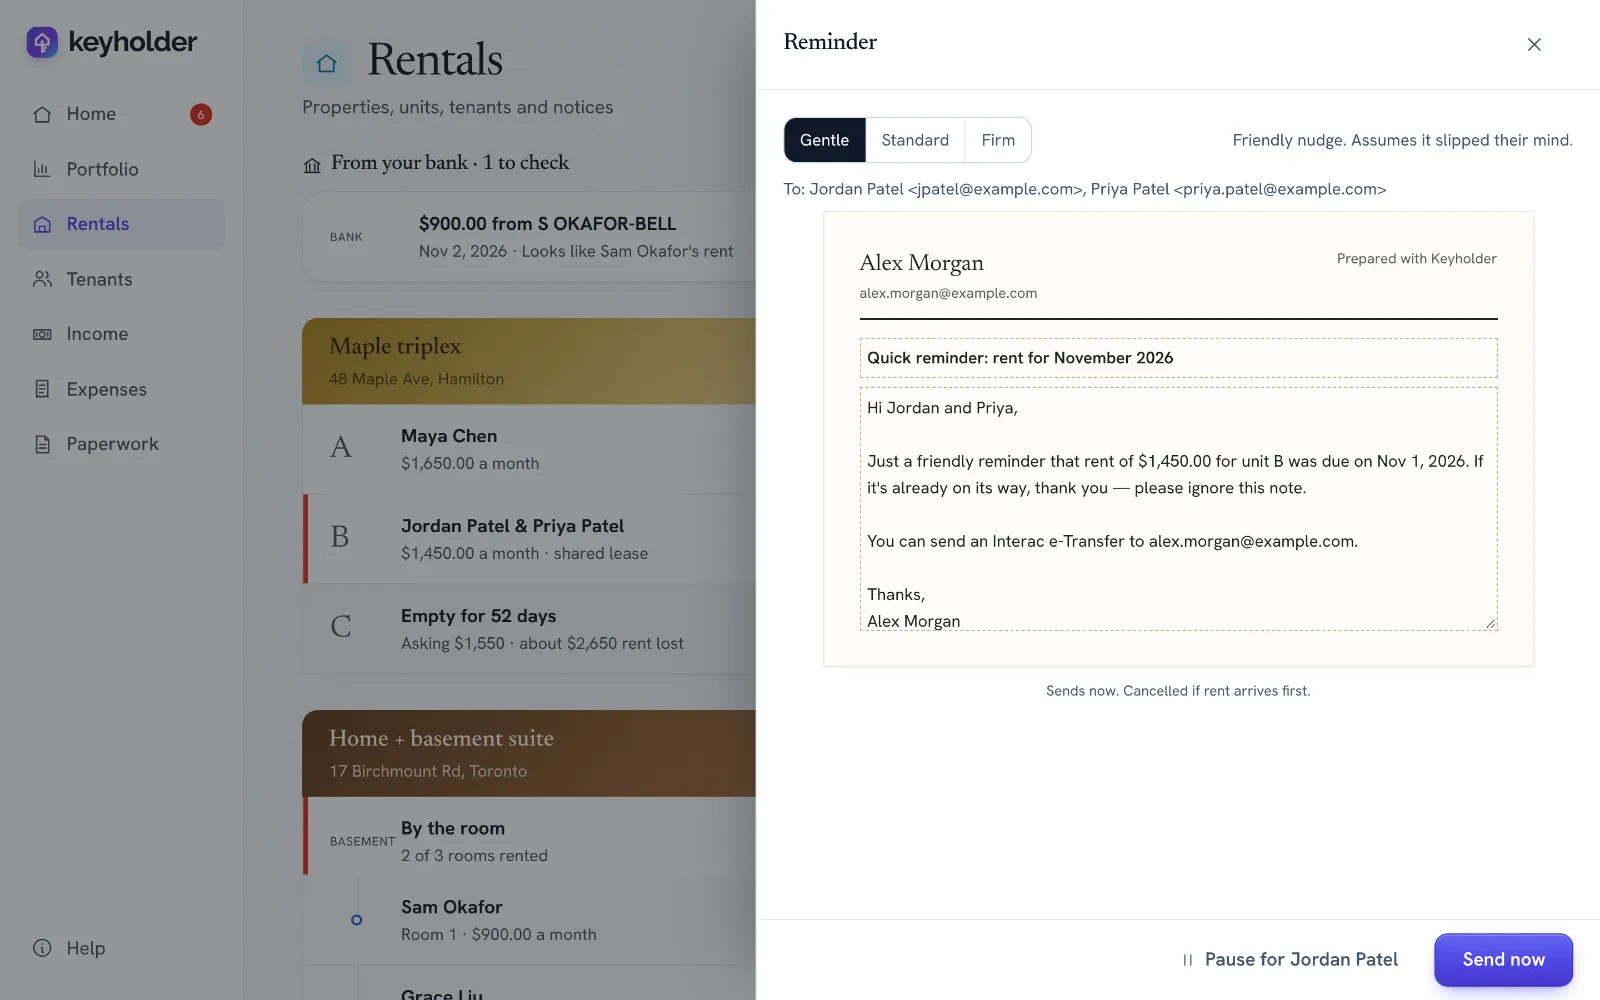 keyholder
Home
6
Portfolio
Rentals
Tenants
Income
Expenses
Paperwork
Help
Rentals
Properties, units, tenants and notices
From your bank · 1 to check
BANK
$900.00 from S OKAFOR-BELL
Nov 2, 2026 · Looks like Sam Okafor's rent
Maple triplex
48 Maple Ave, Hamilton
A
Maya Chen
$1,650.00 a month
B
Jordan Patel & Priya Patel
$1,450.00 a month · shared lease
C
Empty for 52 days
Asking $1,550 · about $2,650 rent lost
Home + basement suite
17 Birchmount Rd, Toronto
BASEMENT
By the room
2 of 3 rooms rented
Sam Okafor
Room 1 · $900.00 a month
Grace Liu
Reminder
Gentle
Standard
Firm
Friendly nudge. Assumes it slipped their mind.
To: Jordan Patel <jpatel@example.com>, Priya Patel <priya.patel@example.com>
Alex Morgan
Prepared with Keyholder
alex.morgan@example.com
Quick reminder: rent for November 2026
Hi Jordan and Priya,
Just a friendly reminder that rent of $1,450.00 for unit B was due on Nov 1, 2026. If
it's already on its way, thank you — please ignore this note.
You can send an Interac e-Transfer to alex.morgan@example.com.
Thanks,
Alex Morgan
Sends now. Cancelled if rent arrives first.
Pause for Jordan Patel
Send now